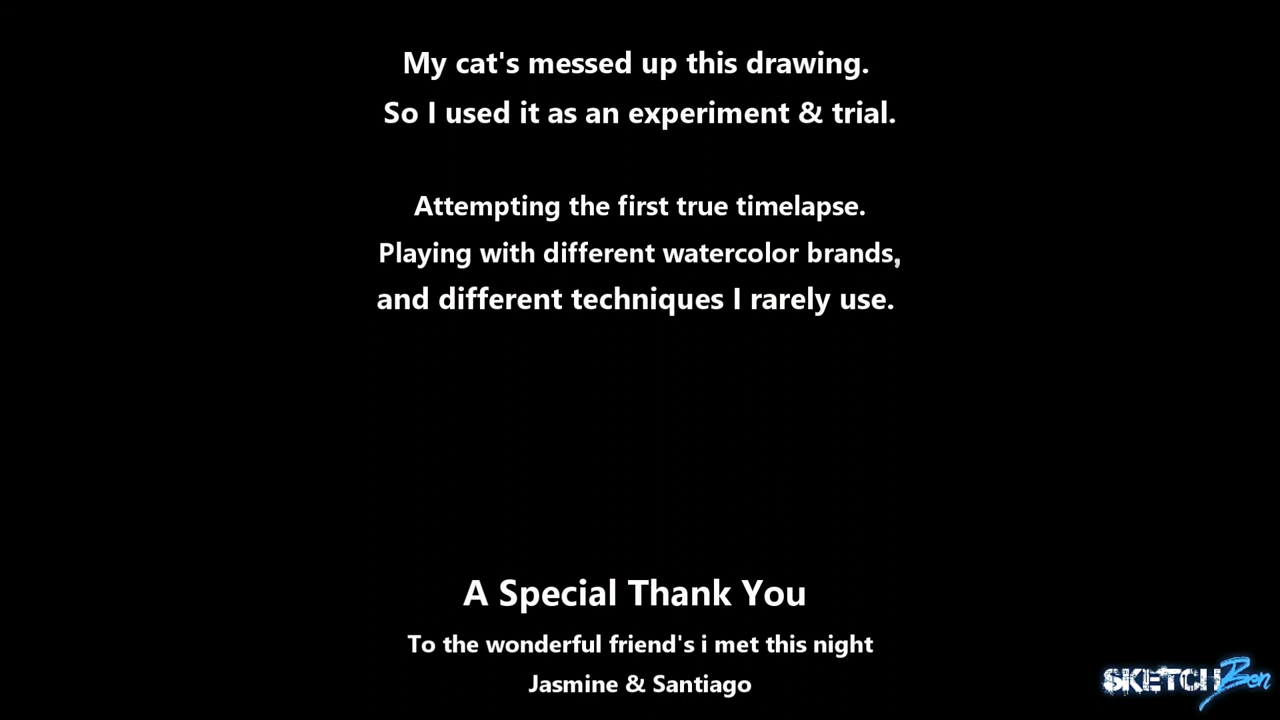 My cat's messed up this drawing.
So I used it as an experiment & trial.
Attempting the first true timelapse.
Playing with different watercolor brands,
and different techniques I rarely use.
A Special Thank You
To the wonderful friend's i met this night
Jasmine & Santiago
SKETCH Ben